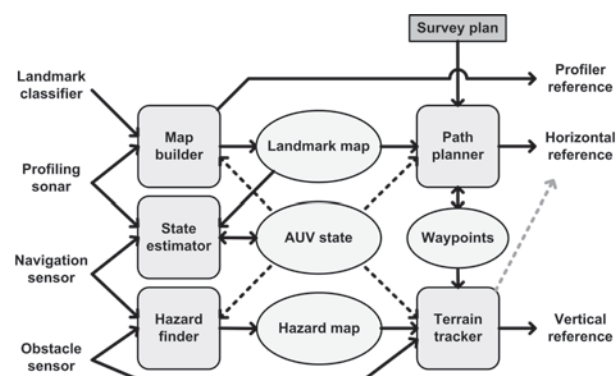 Survey plan
Landmark
classifier
Profiler
reference
Map
builder
Landmark map
Path
planner
Horizontal
reference
Profiling
sonar
State
estimator
AUV state
Waypoints
Navigation
sensor
Hazard
finder
Hazard map
Terrain
tracker
Vertical
reference
Obstacle
sensor